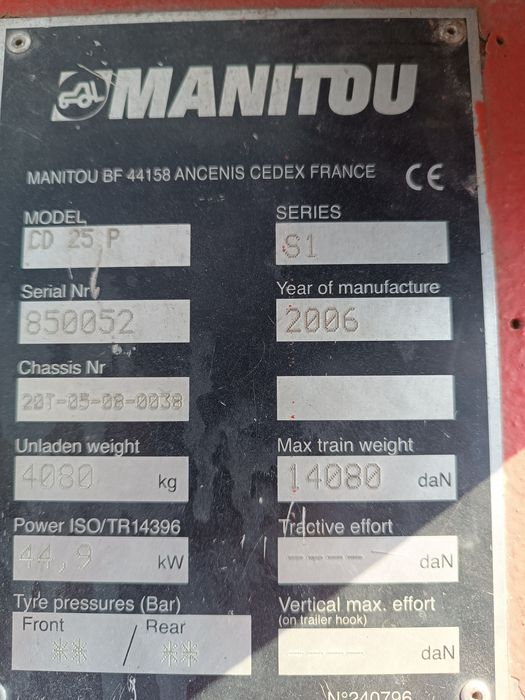 MANITOU
MANITOU BF 44158 ANCENIS CEDEX FRANCE CE
MODEL SERIES
CD 25 P S1
Serial Nr Year of manufacture
850052 2006
Chassis Nr
20T-05-08-0038
Unladen weight Max train weight
4080 kg 14080 daN
Power ISO/TR14396 Tractive effort
44,9 kW ---- daN
Tyre pressures (Bar) Vertical max. effort
Front / Rear (on trailer hook)
** ** ---- daN
N°240796